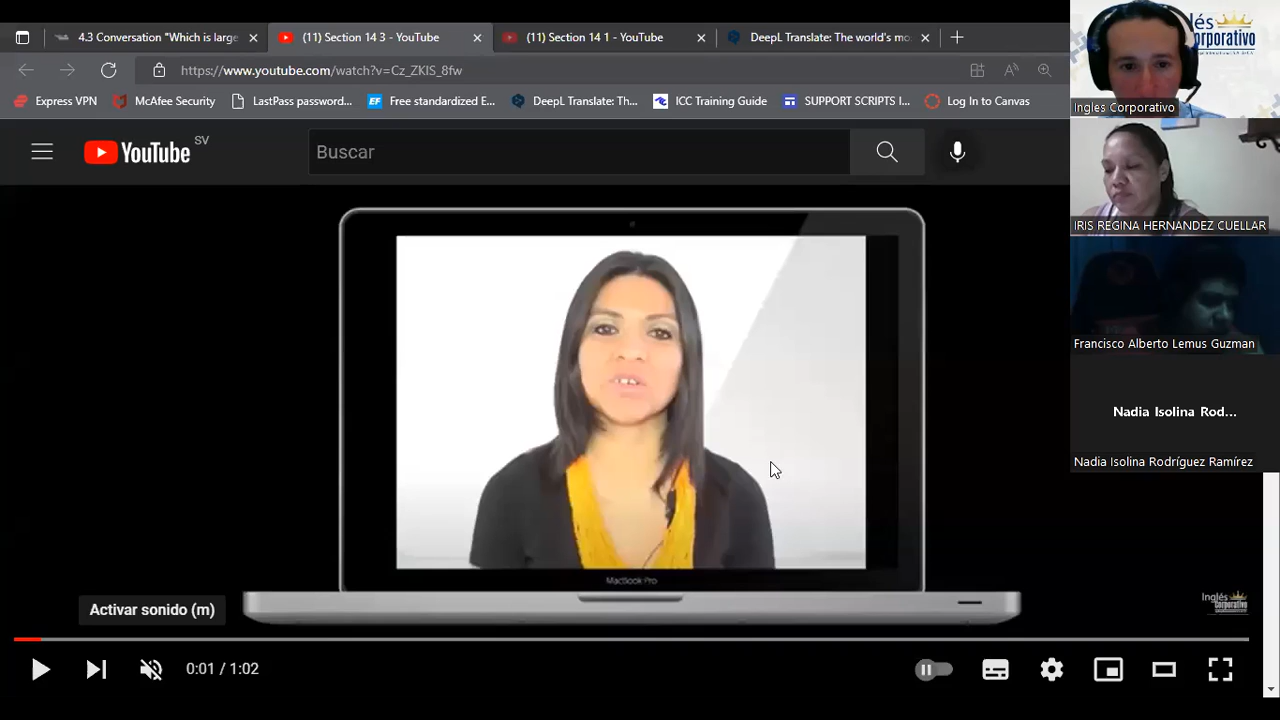 4.3 Conversation "Which is large
(11) Section 14 3 - YouTube
(11) Section 14 1 - YouTube
DeepL Translate: The world's mo
https://www.youtube.com/watch?v=Cz_ZKIS_8fw
Express VPN
McAfee Security
LastPass password...
EF
Free standardized E...
DeepL Translate: Th...
ICC Training Guide
SUPPORT SCRIPTS I...
Log In to Canvas
YouTube
SV
Buscar
MacBook Pro
Inglés
corporativo
Activar sonido (m)
0:01 / 1:02
lés
orporativo
Ingles Corporativo
IRIS REGINA HERNANDEZ CUELLAR
Francisco Alberto Lemus Guzman
Nadia Isolina Rod...
Nadia Isolina Rodríguez Ramírez